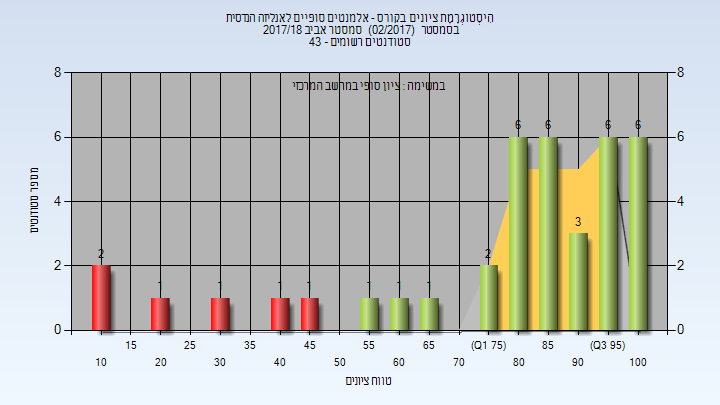 היסטוגרמת ציונים בקורס - אלמנטים סופיים לאנליזה הנדסית
בסמסטר (02/2017) סמסטר אביב 2017/18
סטודנטים רשומים - 43
במשימה : ציון סופי במחשב המרכזי
8 8
6 6
4 4
2 2
0 0
2 1 1 1 1 1 1 1 2 6 6 3 6 6
מספר סטודנטים
15 25 35 45 55 65 (Q1 75) 85 (Q3 95)
10 20 30 40 50 60 70 80 90 100
טווח ציונים